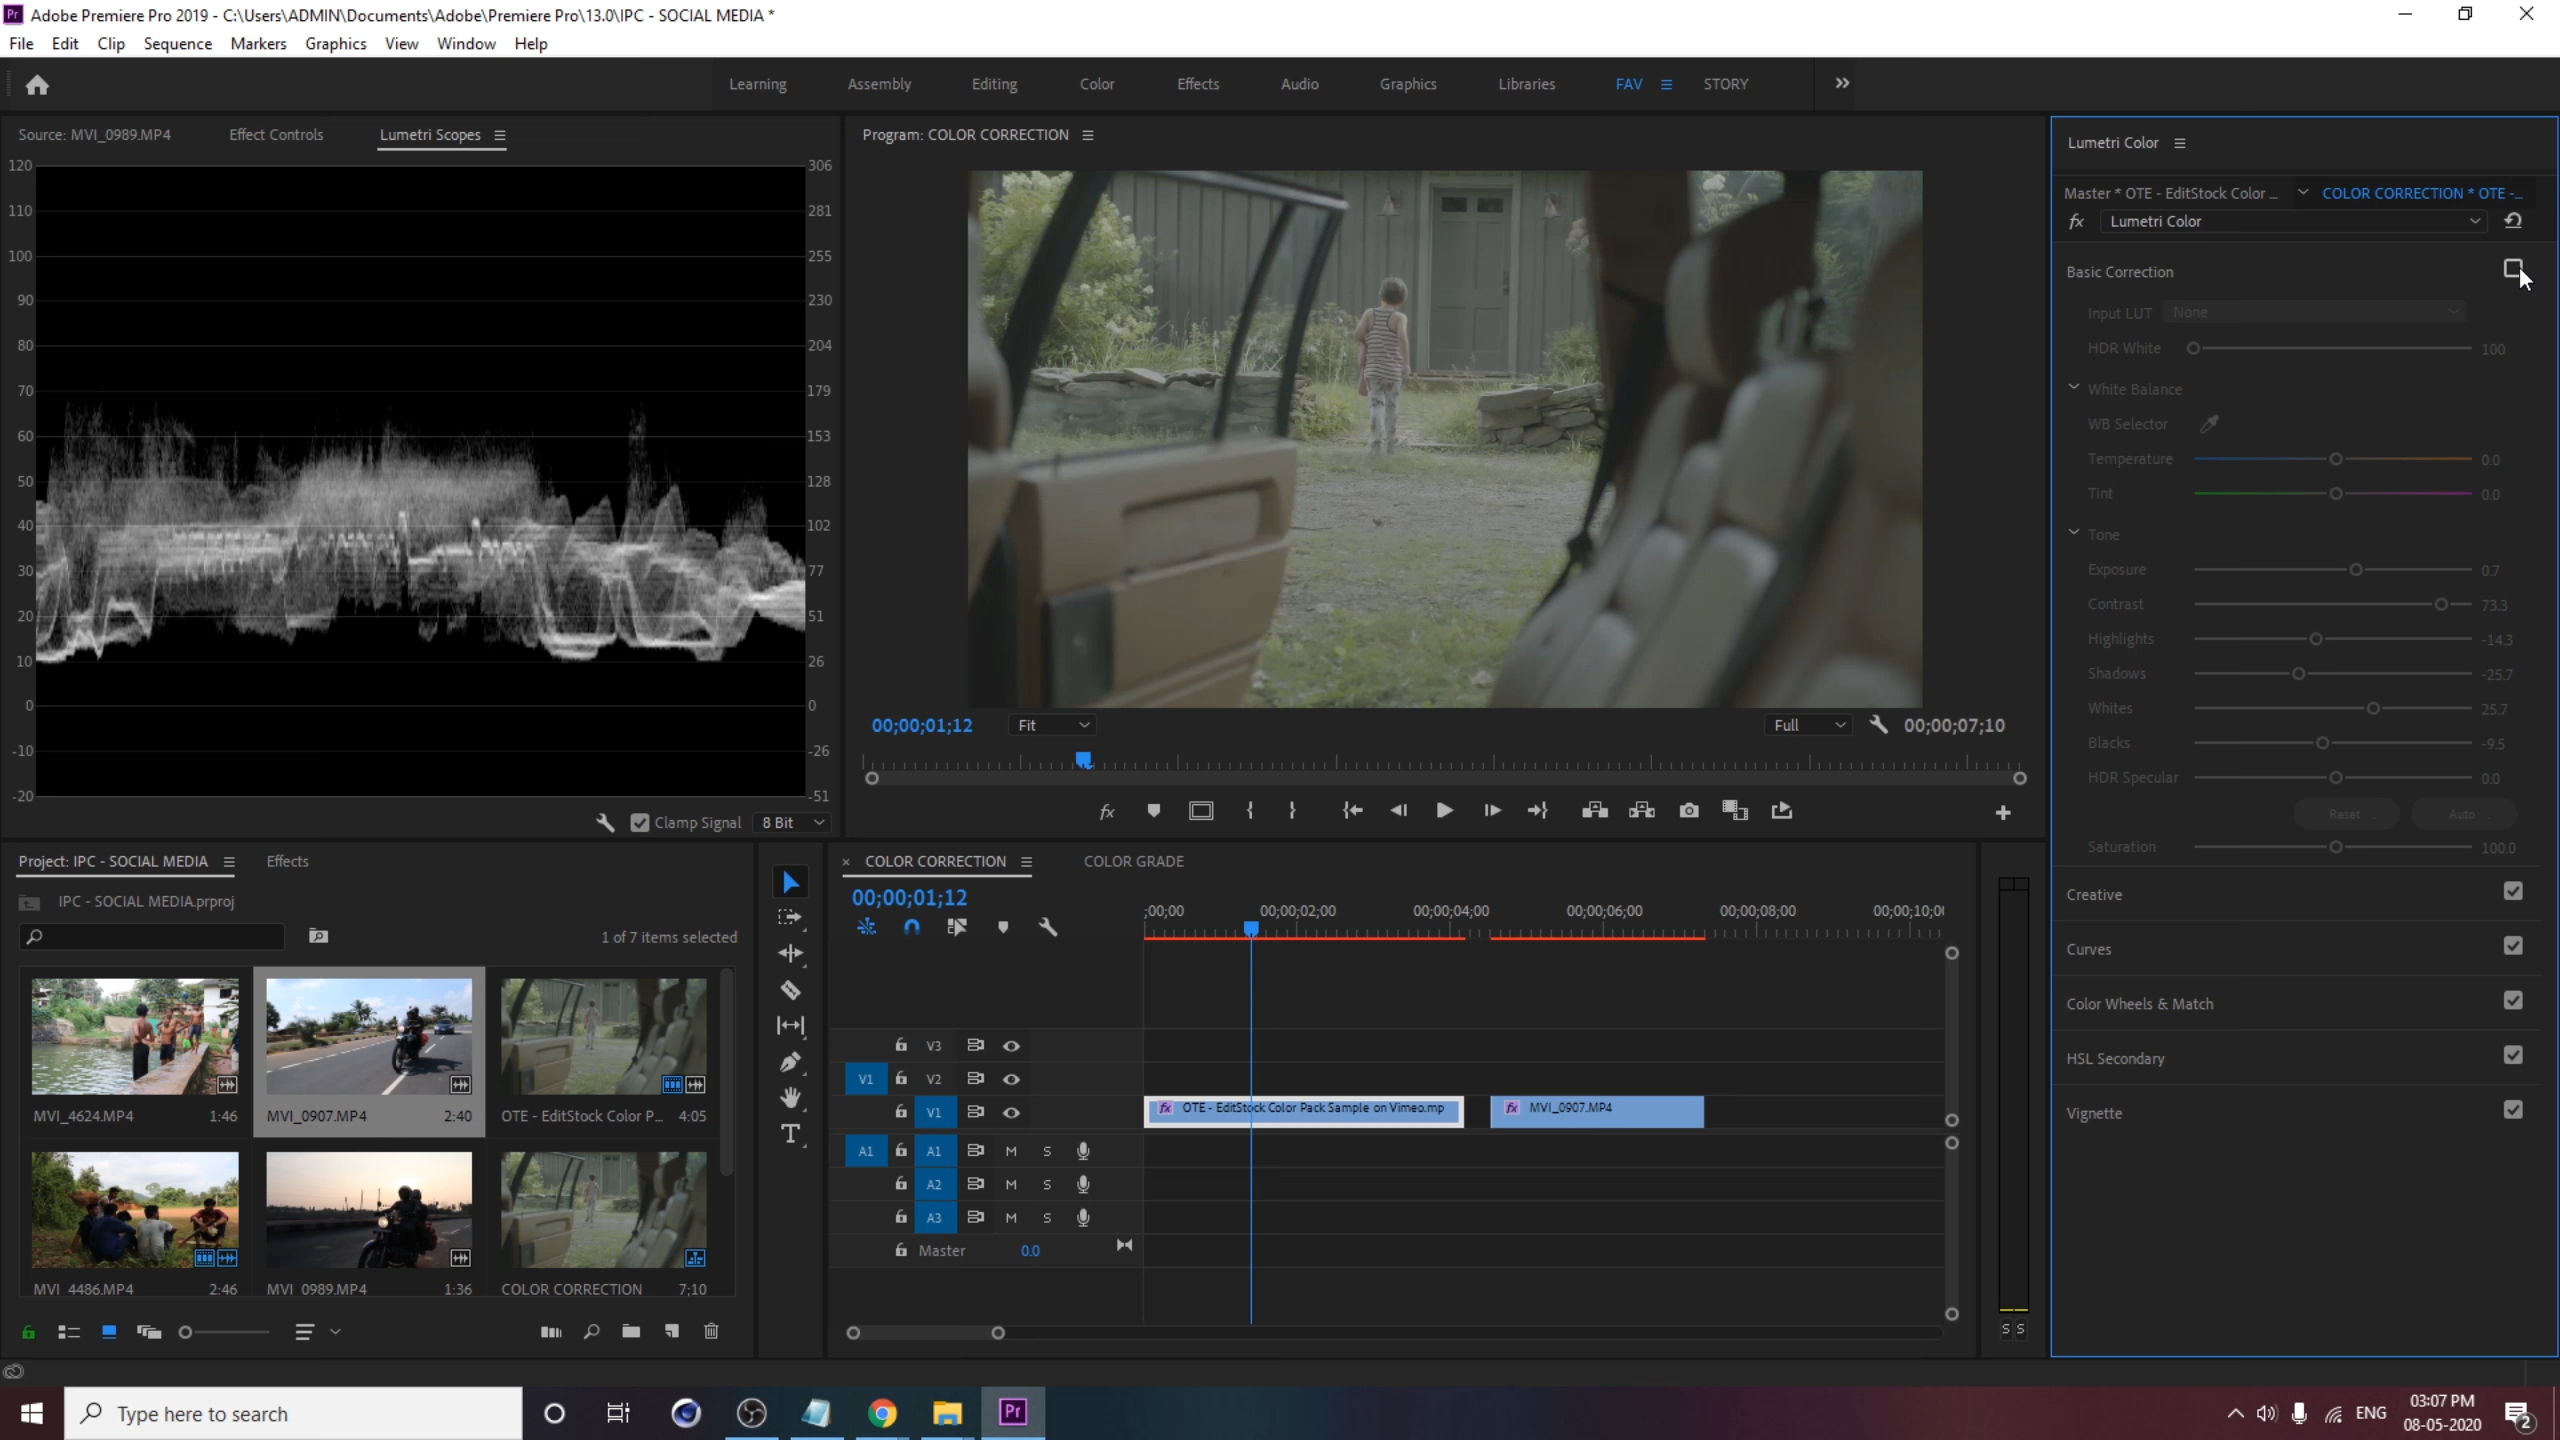 Adobe Premiere Pro 2019 - C:\Users\ADMIN\Documents\Adobe\Premiere Pro\13.0\IPC - SOCIAL MEDIA *
File Edit Clip Sequence Markers Graphics View Window Help
Learning Assembly Editing Color Effects Audio Graphics Libraries FAV STORY
Source: MVI_0989.MP4 Effect Controls Lumetri Scopes
Program: COLOR CORRECTION
Lumetri Color
Master * OTE - EditStock Color ... COLOR CORRECTION * OTE -...
fx Lumetri Color
120 306
110 281
100 255
90 230
80 204
70 179
60 153
50 128
40 102
30 77
20 51
10 26
0 0
-10 -26
-20 -51
Clamp Signal 8 Bit
00;00;01;12 Fit Full 00;00;07;10
Basic Correction
Input LUT None
HDR White 100
White Balance
WB Selector
Temperature 0.0
Tint 0.0
Tone
Exposure 0.7
Contrast 73.3
Highlights -14.3
Shadows -25.7
Whites 25.7
Blacks -9.5
HDR Specular 0.0
Reset Auto
Saturation 100.0
Creative
Curves
Color Wheels & Match
HSL Secondary
Vignette
Project: IPC - SOCIAL MEDIA Effects
IPC - SOCIAL MEDIA.prproj
1 of 7 items selected
MVI_4624.MP4 1:46 MVI_0907.MP4 2:40 OTE - EditStock Color P... 4:05
MVI_4486.MP4 2:46 MVI_0989.MP4 1:36 COLOR CORRECTION 7;10
COLOR CORRECTION COLOR GRADE
00;00;01;12
;00;00 00;00;02;00 00;00;04;00 00;00;06;00 00;00;08;00 00;00;10;0
V3
V1 V2
V1 fx OTE - EditStock Color Pack Sample on Vimeo.mp fx MVI_0907.MP4
A1 A1 M S
A2 M S
A3 M S
Master 0.0
S S
Type here to search
Pr
ENG
03:07 PM
08-05-2020
2